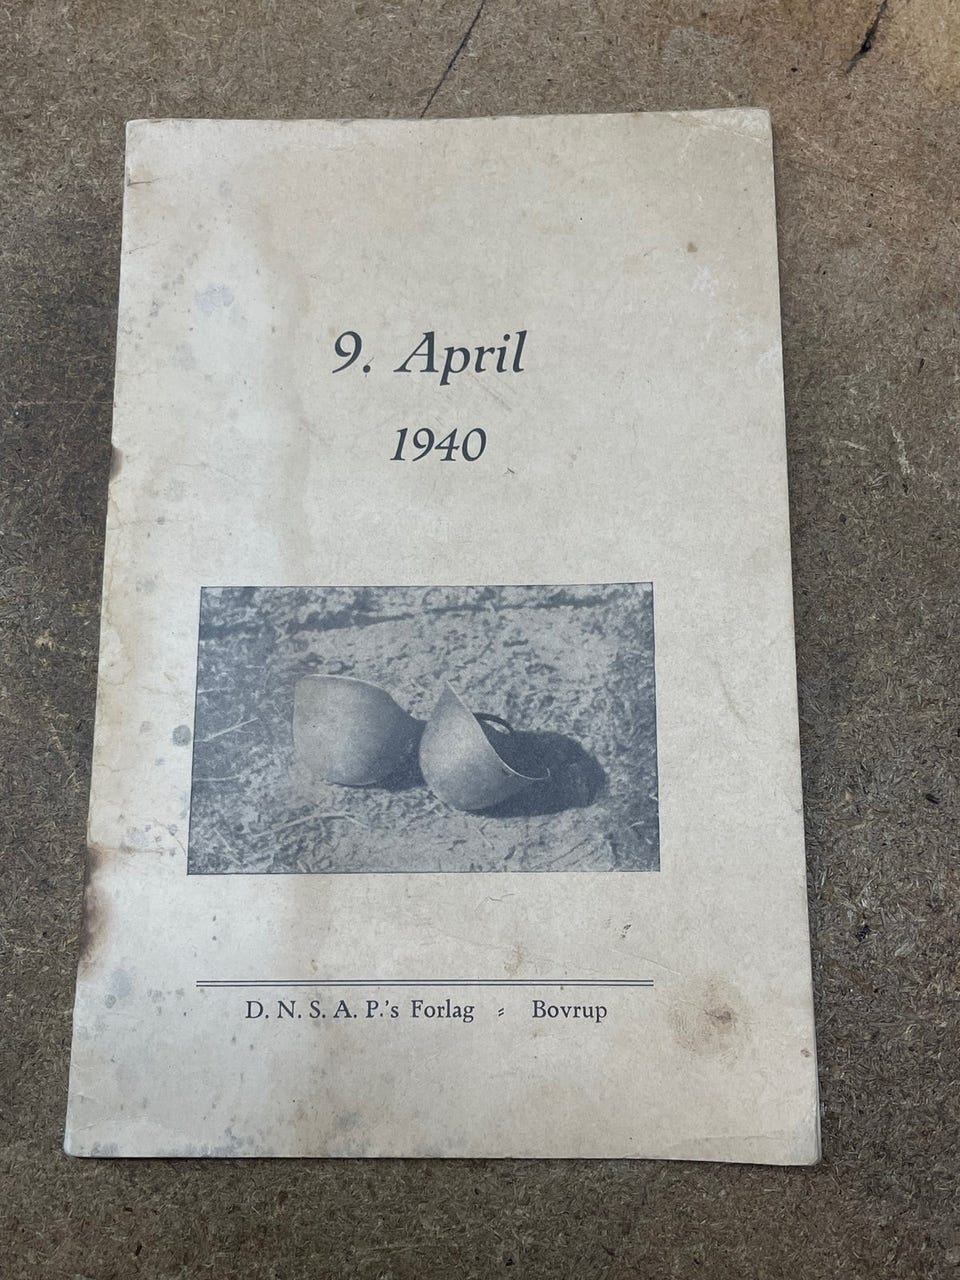 9. April
1940
D. N. S. A. P.'s Forlag - Bovrup